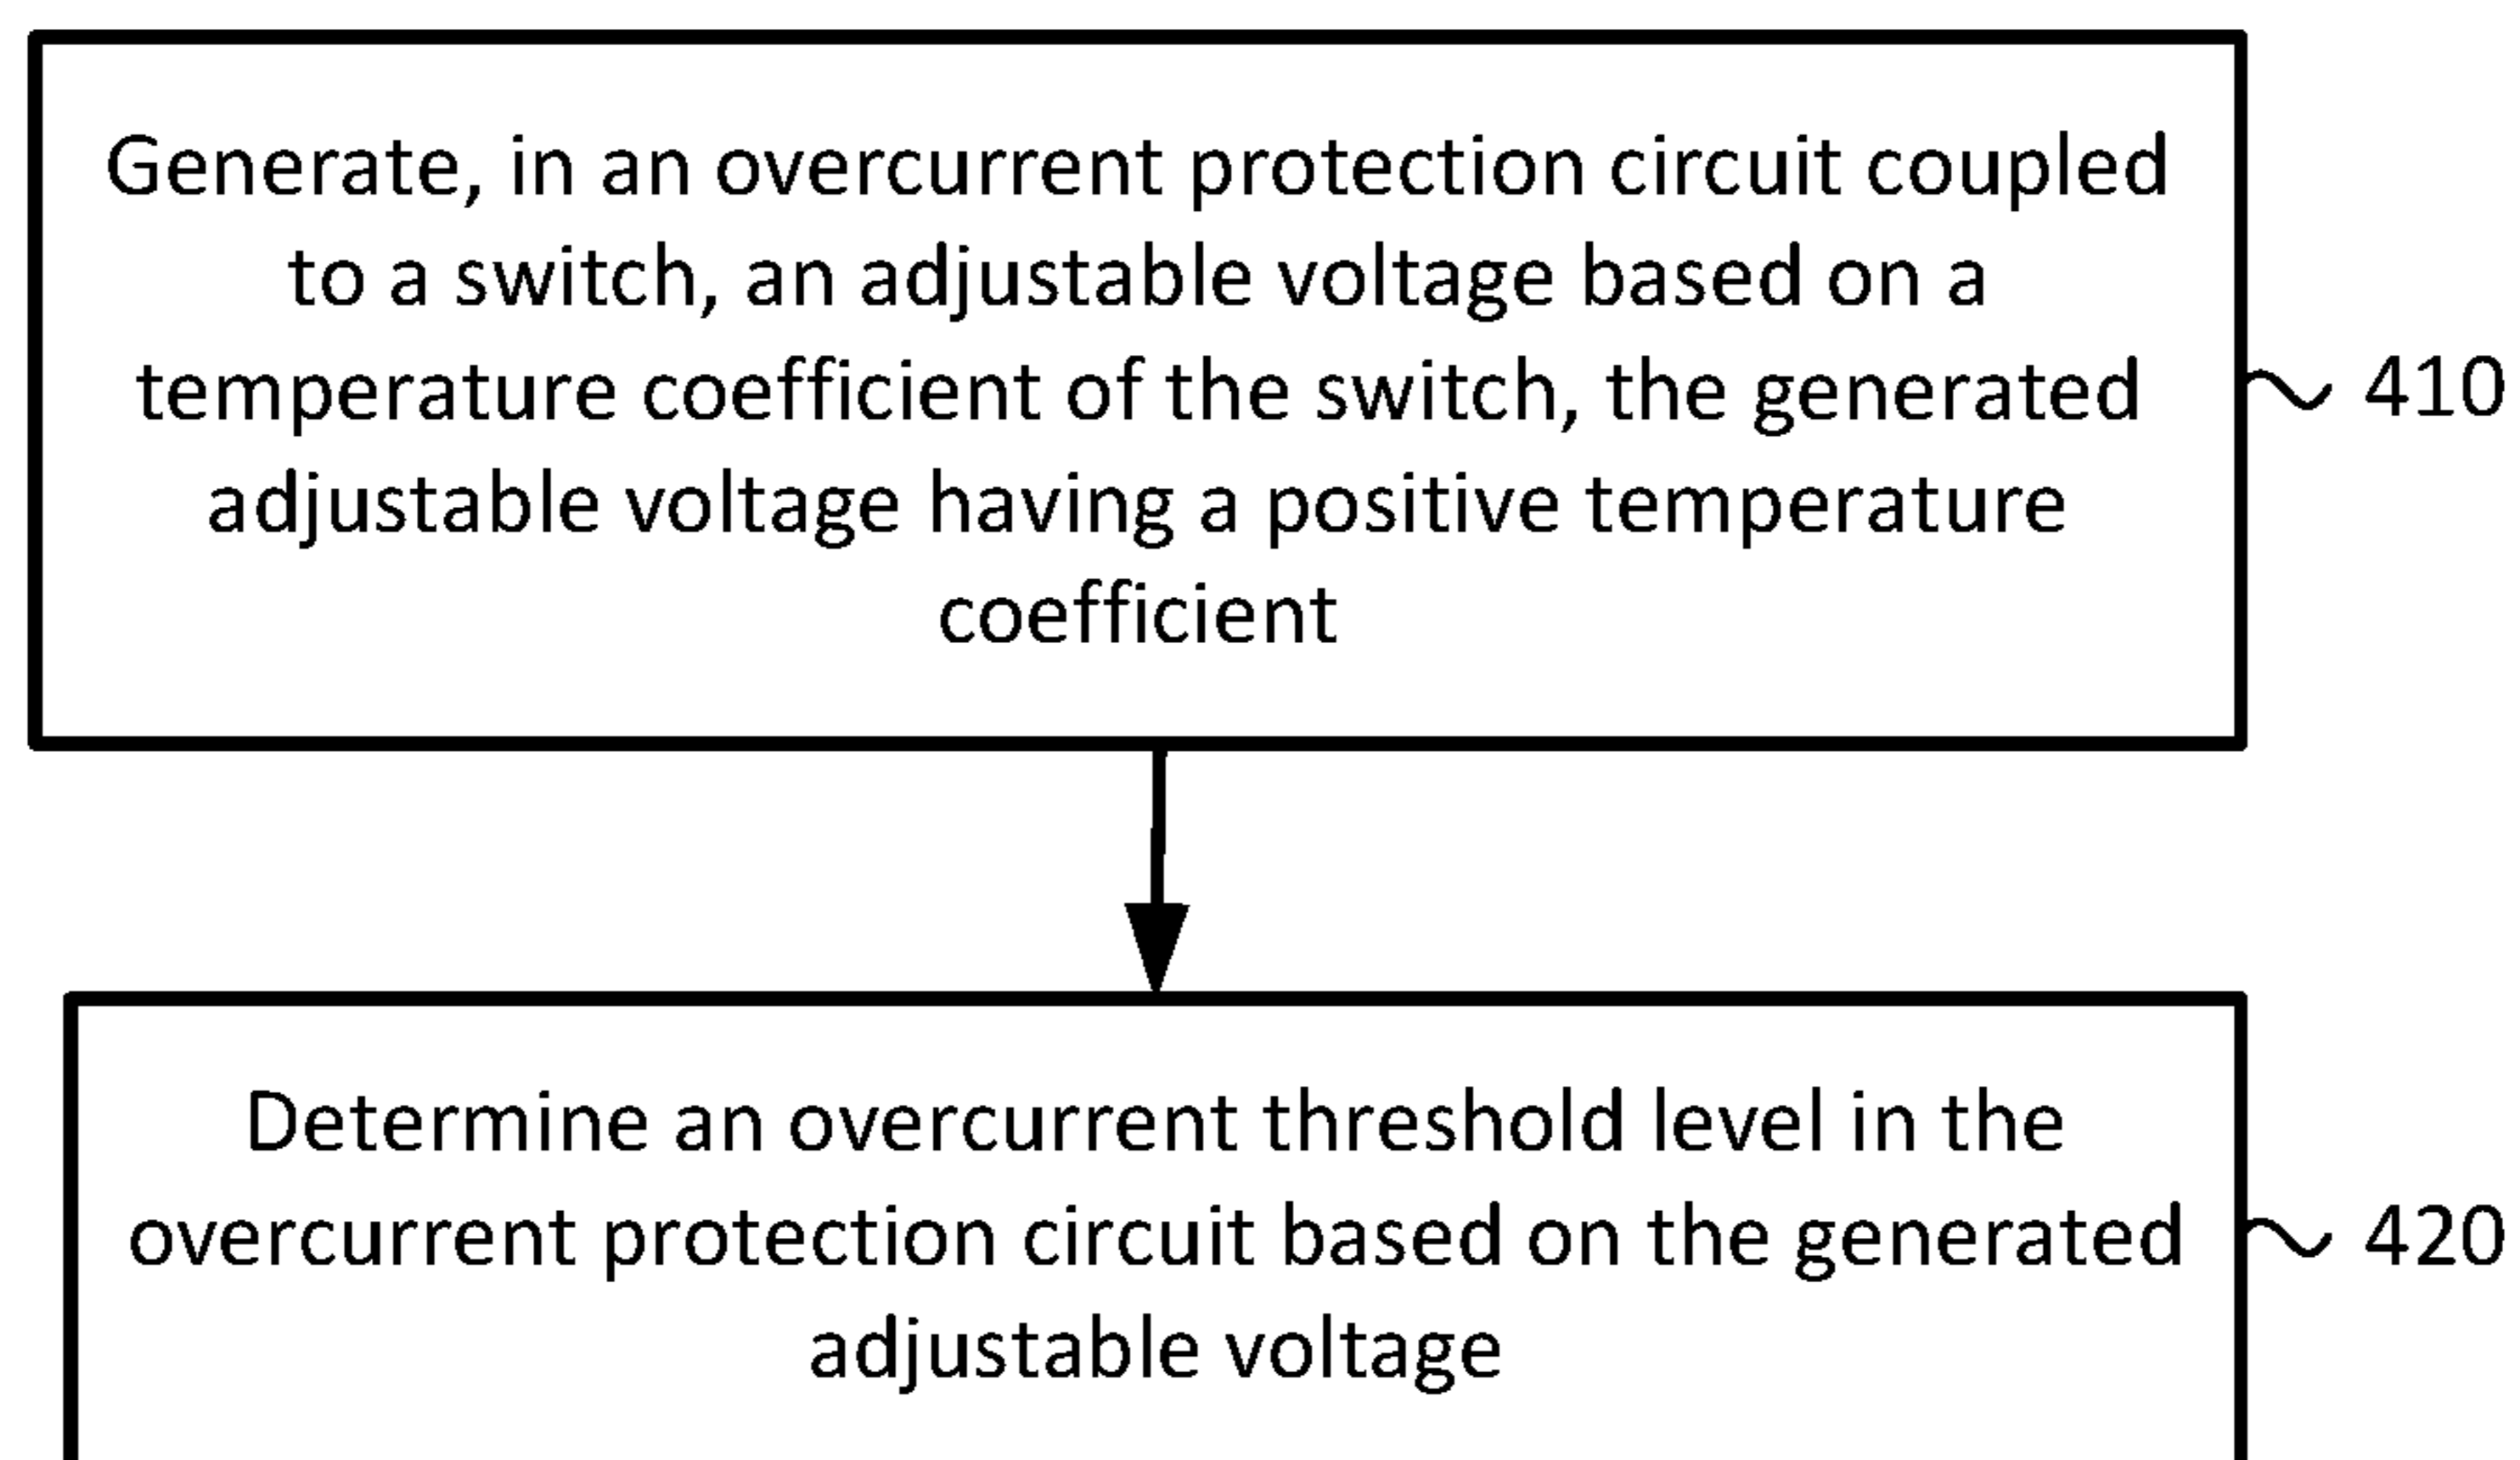 Generate, in an overcurrent protection circuit coupled
to a switch, an adjustable voltage based on a
temperature coefficient of the switch, the generated
adjustable voltage having a positive temperature
coefficient
410
Determine an overcurrent threshold level in the
overcurrent protection circuit based on the generated
adjustable voltage
420